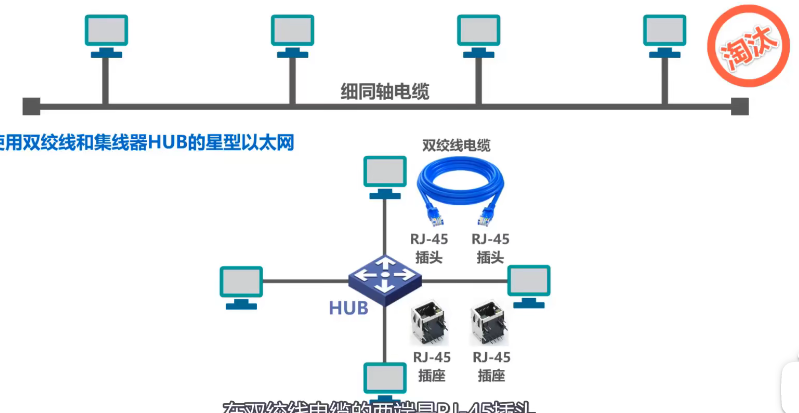 淘汰
细同轴电缆
使用双绞线和集线器HUB的星型以太网
双绞线电缆
RJ-45
插头
RJ-45
插头
HUB
RJ-45
插座
RJ-45
插座
在双绞线电缆的两端是RJ-45插头